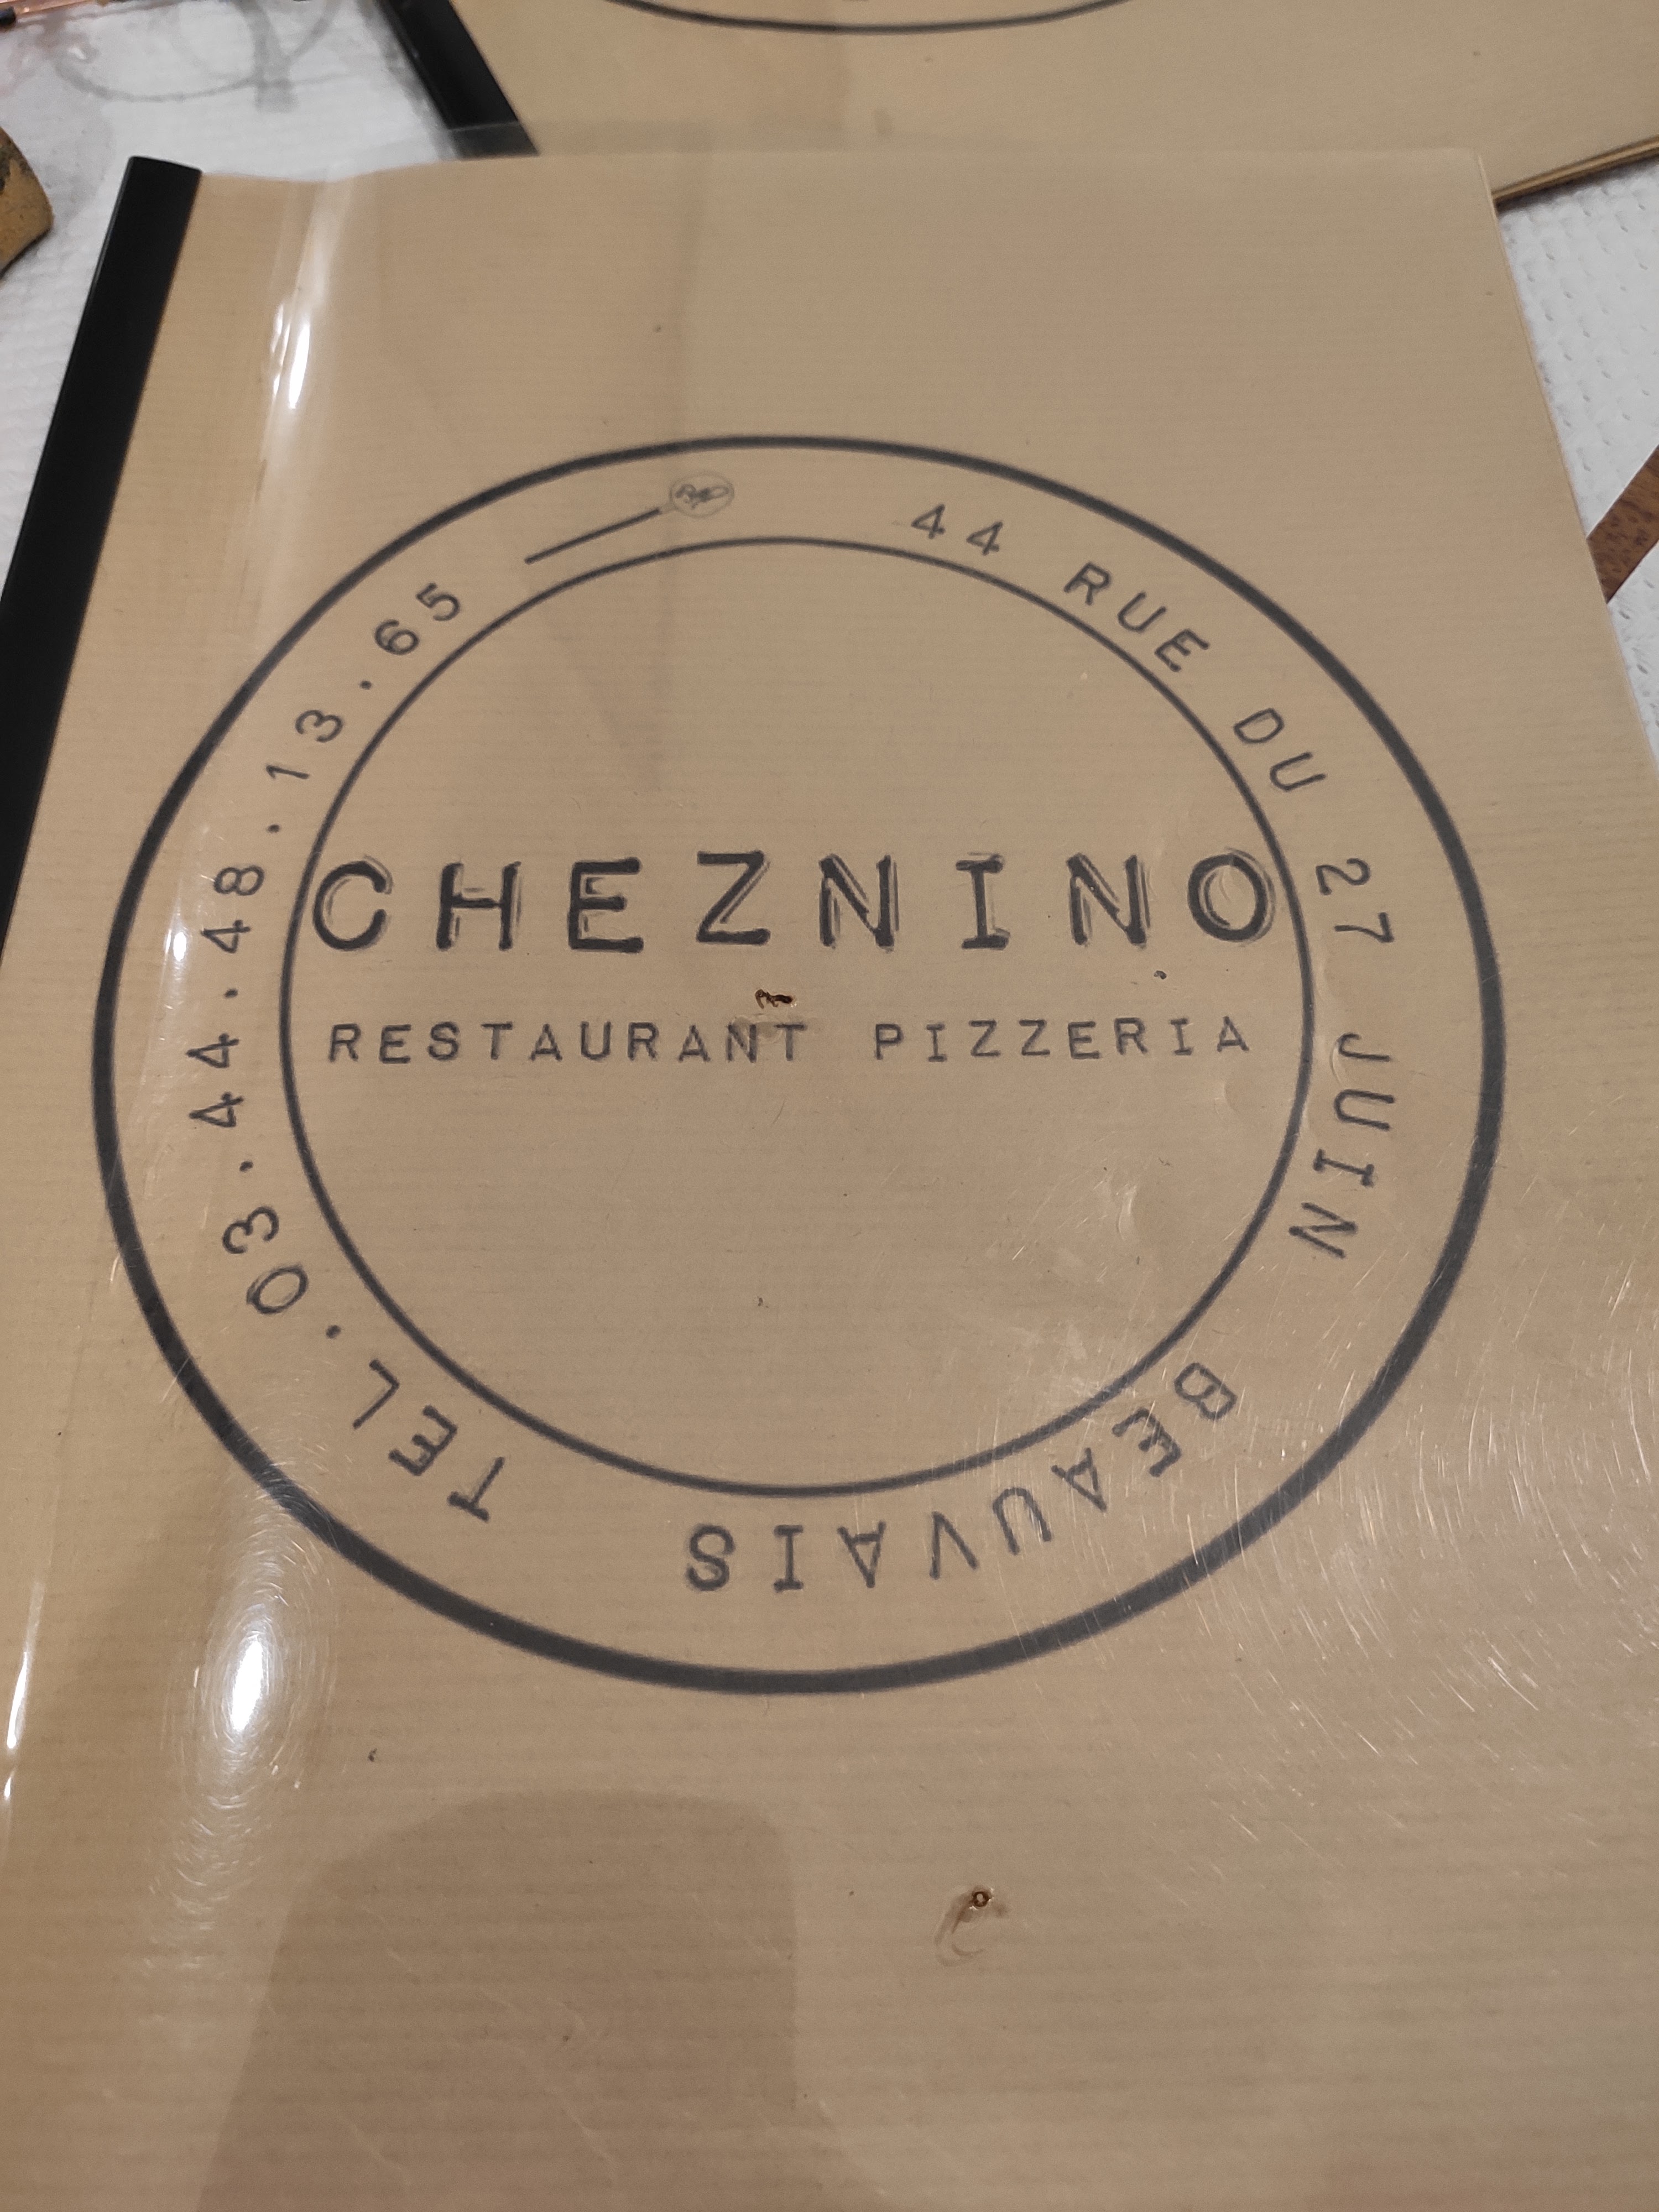 44 RUE DU 27 JUIN BEAUVAIS TEL.03.44.48.13.65
CHEZNINO
RESTAURANT PIZZERIA